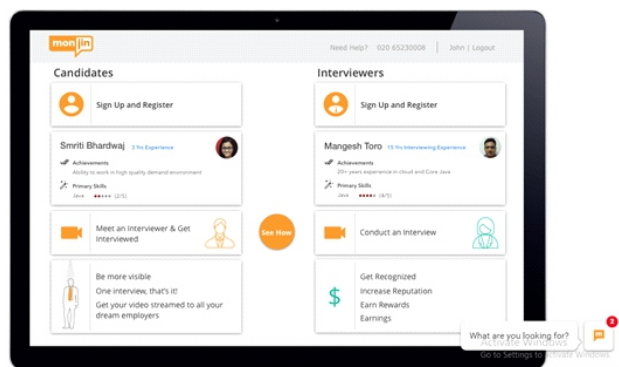 monjin
Need Help? 020 65230008 John | Logout
Candidates
Sign Up and Register
Smriti Bhardwaj 3 Yrs Experience
Achievements
Ability to work in high quality demand environment
Primary Skills
Java (2/5)
Meet an Interviewer & Get
Interviewed
Be more visible
One interview, that's it!
Get your video streamed to all your
dream employers
See How
Interviewers
Sign Up and Register
Mangesh Toro 15 Yrs Interviewing Experience
Achievements
20+ years experience in cloud and Core Java
Primary Skills
Java (4/5)
Conduct an Interview
$
Get Recognized
Increase Reputation
Earn Rewards
Earnings
What are you looking for?
2
Activate Windows
Go to Settings to activate Windows.